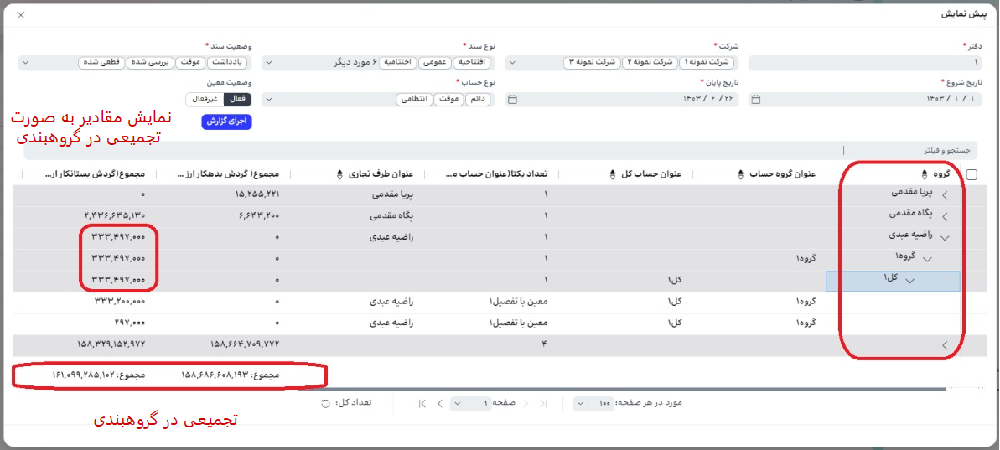 پیش نمایش
دفتر *
شرکت *
نوع سند *
وضعیت سند *
۱
شرکت نمونه ۱ شرکت نمونه ۲ شرکت نمونه ۳
افتتاحیه عمومی اختتامیه ۶ مورد دیگر
یادداشت موقت بررسی شده قطعی شده
تاریخ شروع *
تاریخ پایان *
نوع حساب *
وضعیت معین
۱۴۰۳ / ۱ / ۱
۱۴۰۳ / ۶ / ۲۶
دائم موقت انتظامی
فعال غیرفعال
اجرای گزارش
نمایش مقادیر به صورت
تجمیعی در گروهبندی
جستجو و فیلتر
گروه عنوان گروه حساب عنوان حساب کل تعداد یکتا(عنوان حساب مـ... عنوان طرف تجاری مجموع( گردش بدهکار ارز ... مجموع(گردش بستانکار ار...
پریا مقدمی ۱ پریا مقدمی ۱۵,۲۵۵,۲۲۱ ۰
پگاه مقدمی ۱ پگاه مقدمی ۶,۶۴۳,۲۰۰ ۲,۴۳۶,۶۳۵,۱۳۰
راضیه عبدی ۱ راضیه عبدی ۰ ۳۳۳,۴۹۷,۰۰۰
گروه۱ گروه۱ ۱ ۰ ۳۳۳,۴۹۷,۰۰۰
کل۱ کل۱ ۱ ۰ ۳۳۳,۴۹۷,۰۰۰
گروه۱ کل۱ معین با تفصیل۱ راضیه عبدی ۰ ۳۳۳,۲۰۰,۰۰۰
گروه۱ کل۱ معین با تفصیل۱ راضیه عبدی ۰ ۲۹۷,۰۰۰
۴ ۱۵۸,۶۶۴,۷۰۹,۷۷۲ ۱۵۸,۳۲۹,۱۵۲,۹۷۲
مجموع: ۱۵۸,۶۸۶,۶۰۸,۱۹۳ مجموع: ۱۶۱,۰۹۹,۲۸۵,۱۰۲
مورد در هر صفحه: ۱۰۰ صفحه ۱ تعداد کل:
تجمیعی در گروهبندی